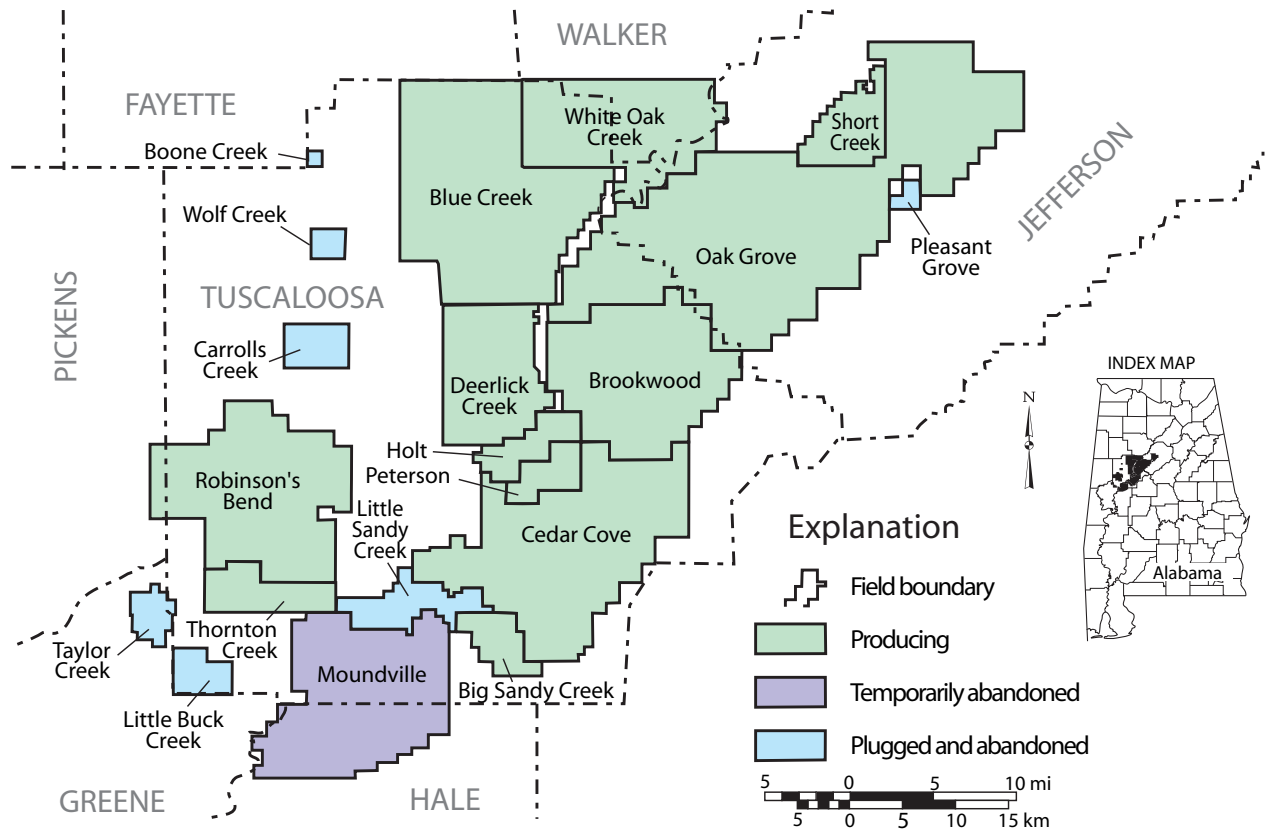 WALKER
FAYETTE
Boone Creek
White Oak
Creek
Short
Creek
JEFFERSON
Blue Creek
Wolf Creek
Pleasant
Grove
Oak Grove
PICKENS
TUSCALOOSA
Carrolls
Creek
INDEX MAP
Deerlick
Creek
Brookwood
N
Holt
Peterson
Robinson's
Bend
Little
Sandy
Creek
Cedar Cove
Explanation
Alabama
Field boundary
Producing
Temporarily abandoned
Plugged and abandoned
Thornton
Creek
Taylor
Creek
Moundville
Big Sandy Creek
Little Buck
Creek
GREENE
HALE
5 0 5 10 mi
5 0 5 10 15 km